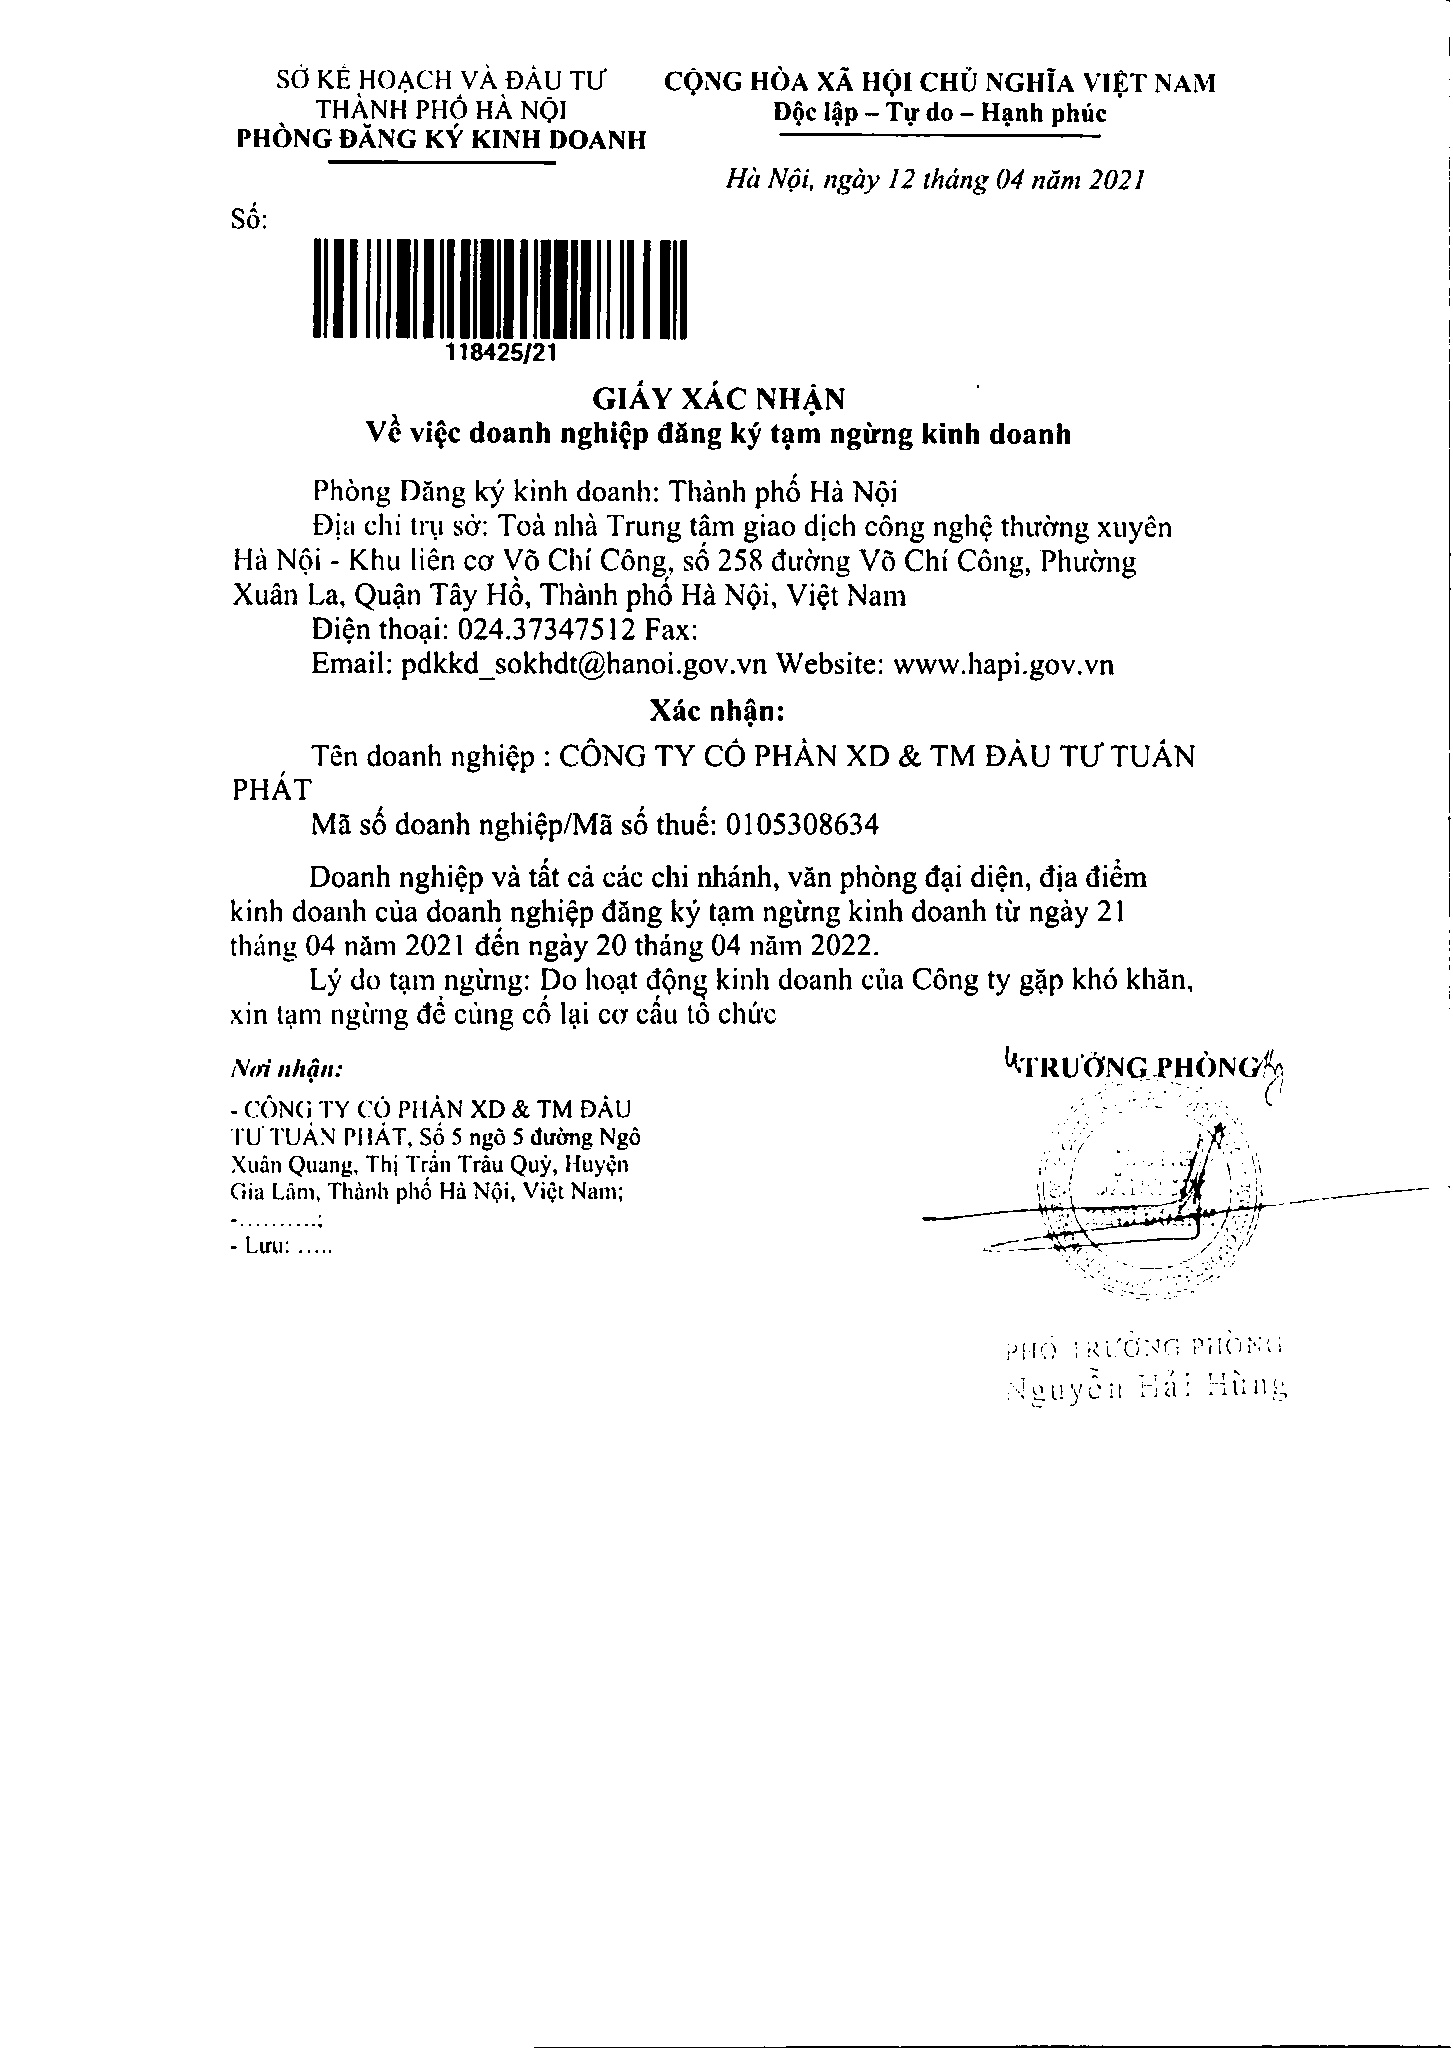 SỞ KẾ HOẠCH VÀ ĐẦU TƯ
THÀNH PHỐ HÀ NỘI
PHÒNG ĐĂNG KÝ KINH DOANH
CỘNG HÒA XÃ HỘI CHỦ NGHĨA VIỆT NAM
Độc lập – Tự do – Hạnh phúc
Hà Nội, ngày 12 tháng 04 năm 2021
Số:
118425/21
GIẤY XÁC NHẬN
Về việc doanh nghiệp đăng ký tạm ngừng kinh doanh
Phòng Đăng ký kinh doanh: Thành phố Hà Nội
Địa chỉ trụ sở: Toà nhà Trung tâm giao dịch công nghệ thường xuyên
Hà Nội - Khu liên cơ Võ Chí Công, số 258 đường Võ Chí Công, Phường
Xuân La, Quận Tây Hồ, Thành phố Hà Nội, Việt Nam
Điện thoại: 024.37347512 Fax:
Email: pdkkd_sokhdt@hanoi.gov.vn Website: www.hapi.gov.vn
Xác nhận:
Tên doanh nghiệp : CÔNG TY CỔ PHẦN XD & TM ĐẦU TƯ TUẤN
PHÁT
Mã số doanh nghiệp/Mã số thuế: 0105308634
Doanh nghiệp và tất cả các chi nhánh, văn phòng đại diện, địa điểm
kinh doanh của doanh nghiệp đăng ký tạm ngừng kinh doanh từ ngày 21
tháng 04 năm 2021 đến ngày 20 tháng 04 năm 2022.
Lý do tạm ngừng: Do hoạt động kinh doanh của Công ty gặp khó khăn,
xin tạm ngừng để củng cố lại cơ cấu tổ chức
Nơi nhận:
- CÔNG TY CỔ PHẦN XD & TM ĐẦU
TƯ TUẤN PHÁT, Số 5 ngõ 5 đường Ngô
Xuân Quang, Thị Trấn Trâu Quỳ, Huyện
Gia Lâm, Thành phố Hà Nội, Việt Nam;
-..........;
- Lưu: .....
TRƯỞNG PHÒNG
PHÓ TRƯỞNG PHÒNG
Nguyễn Hải Hùng